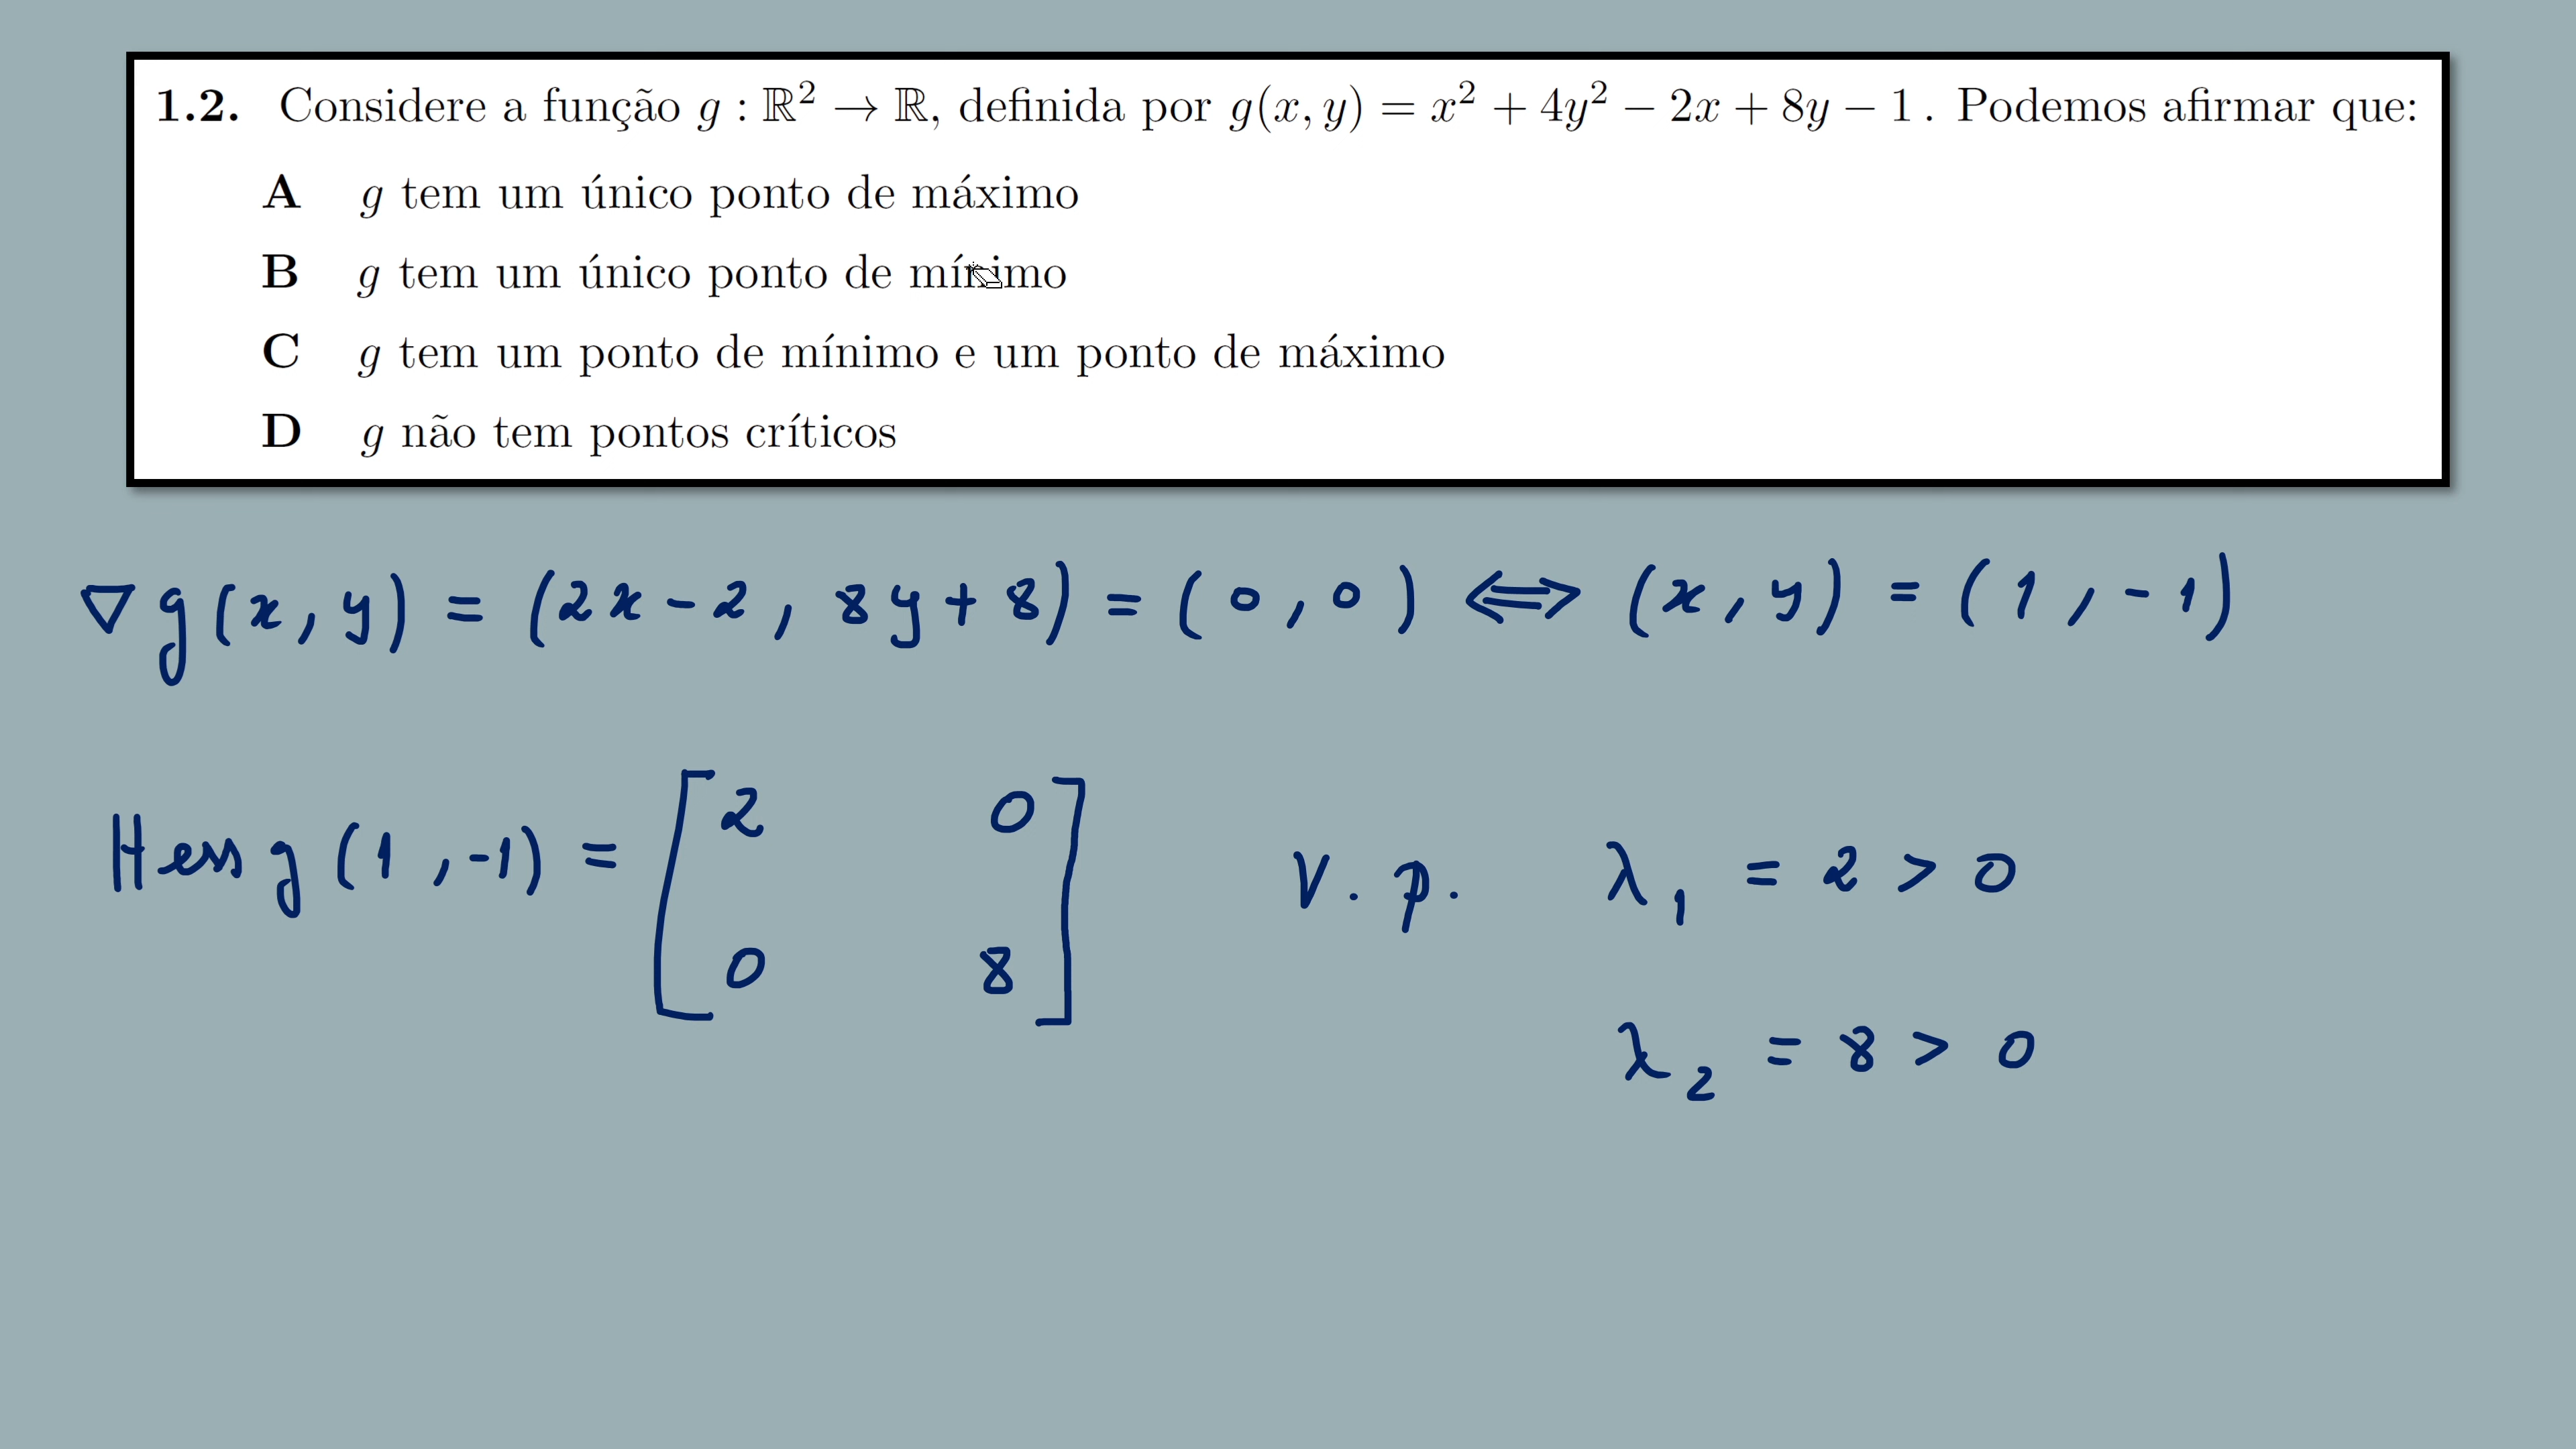 1.2. Considere a função g : ℝ² → ℝ, definida por g(x, y) = x² + 4y² − 2x + 8y − 1 . Podemos afirmar que:
A g tem um único ponto de máximo
B g tem um único ponto de mínimo
C g tem um ponto de mínimo e um ponto de máximo
D g não tem pontos críticos
∇g(x, y) = (2x − 2, 8y + 8) = (0, 0) ⟺ (x, y) = (1, −1)
Hess g (1, −1) = [2 0
0 8]
V. p. λ₁ = 2 > 0
λ₂ = 8 > 0